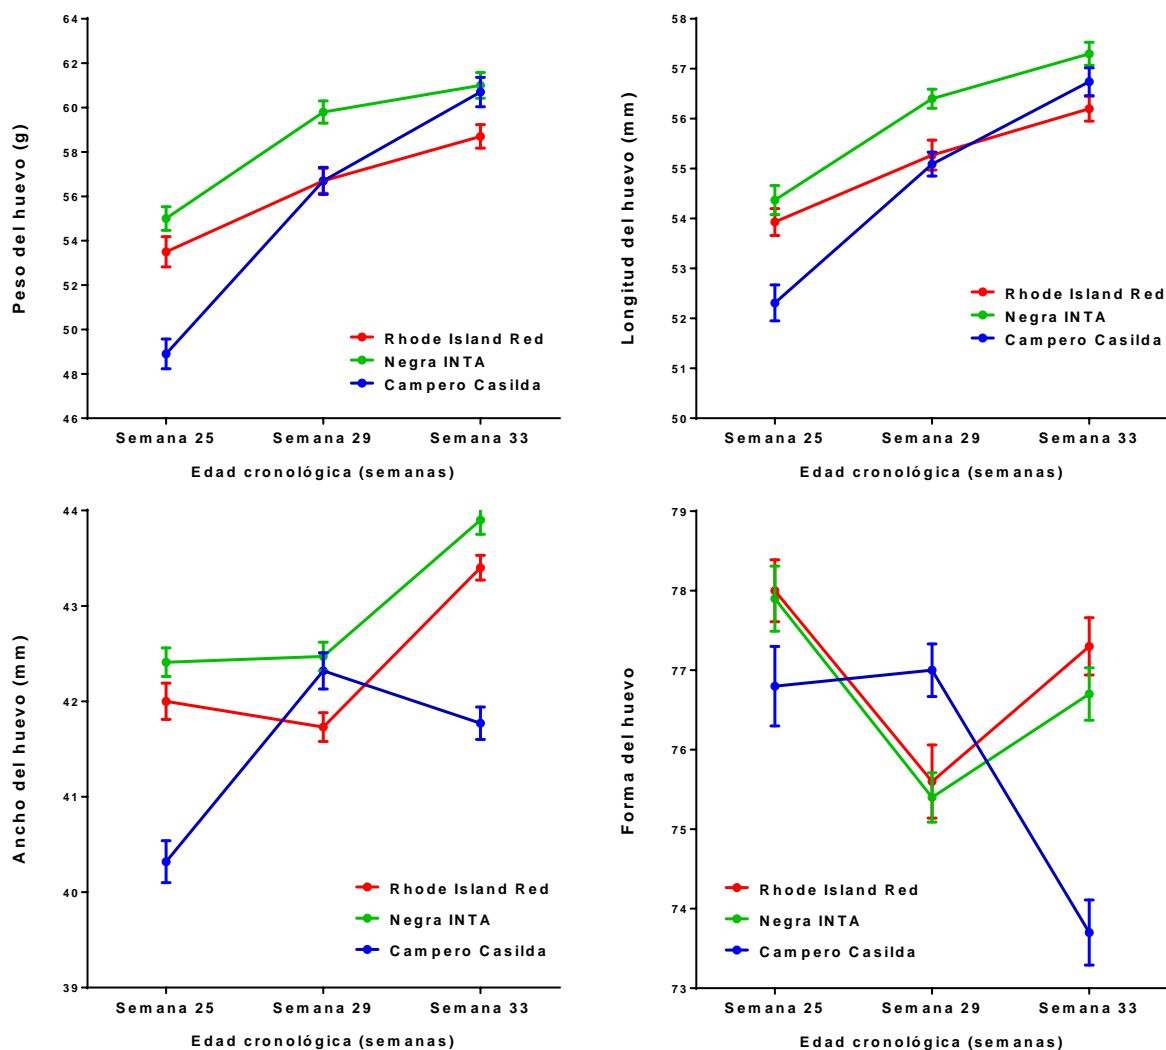 Peso del huevo (g)
64
62
60
58
56
54
52
50
48
46
Rhode Island Red
Negra INTA
Campero Casilda
Semana 25
Semana 29
Semana 33
Edad cronológica (semanas)
Longitud del huevo (mm)
58
57
56
55
54
53
52
51
50
Rhode Island Red
Negra INTA
Campero Casilda
Semana 25
Semana 29
Semana 33
Edad cronológica (semanas)
Ancho del huevo (mm)
44
43
42
41
40
39
Rhode Island Red
Negra INTA
Campero Casilda
Semana 25
Semana 29
Semana 33
Edad cronológica (semanas)
Forma del huevo
79
78
77
76
75
74
73
Rhode Island Red
Negra INTA
Campero Casilda
Semana 25
Semana 29
Semana 33
Edad cronológica (semanas)